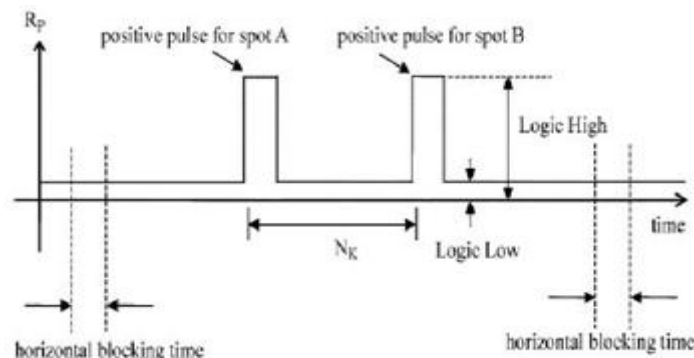 R_P
positive pulse for spot A
positive pulse for spot B
Logic High
time
N_K
Logic Low
horizontal blocking time
horizontal blocking time